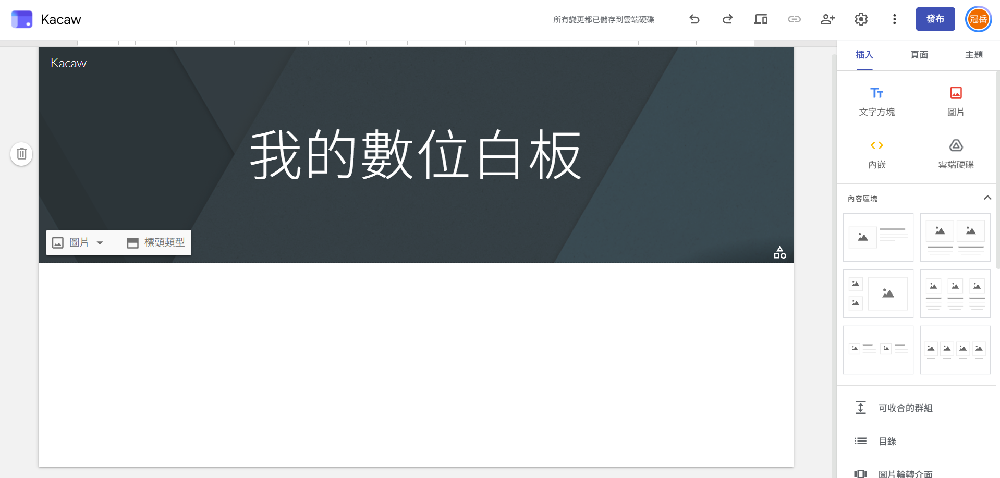 Kacaw
所有變更都已儲存到雲端硬碟
發布
冠岳
插入
頁面
主題
Kacaw
我的數位白板
圖片
標頭類型
文字方塊
圖片
內嵌
雲端硬碟
內容區塊
可收合的群組
目錄
圖片輪轉介面